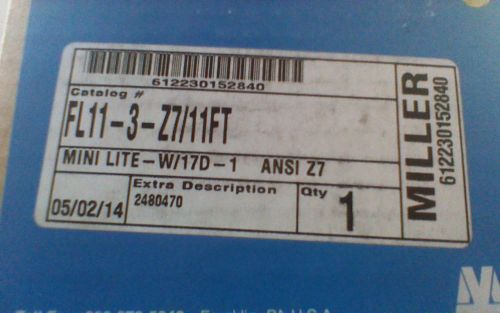 612230152840
Catalog #
FL11-3-Z7/11FT
MINI LITE-W/17D-1 ANSI Z7
05/02/14
Extra Description
2480470
Qty
1
MILLER
612230152840